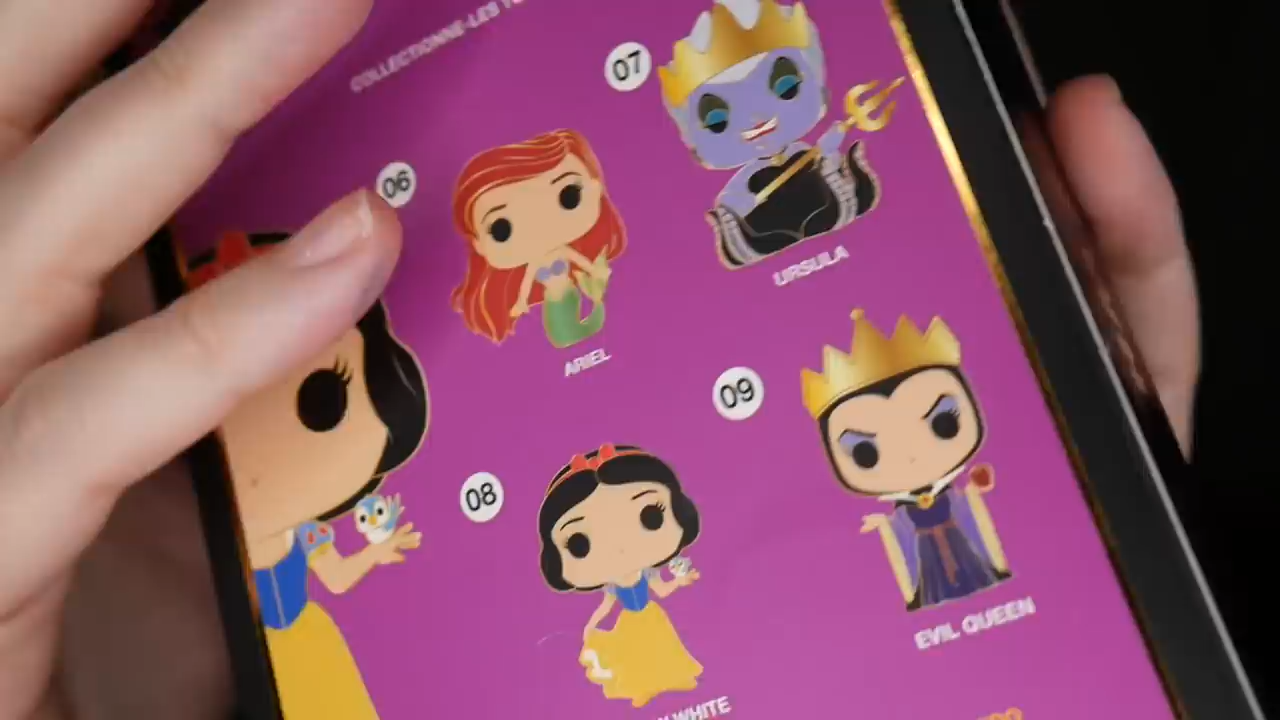 COLLECTIONNE-LES
07
06
URSULA
ARIEL
09
08
EVIL QUEEN
WHITE